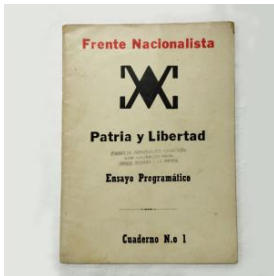 Frente Nacionalista
Patria y Libertad
Ensayo Programático
Cuaderno N.o 1